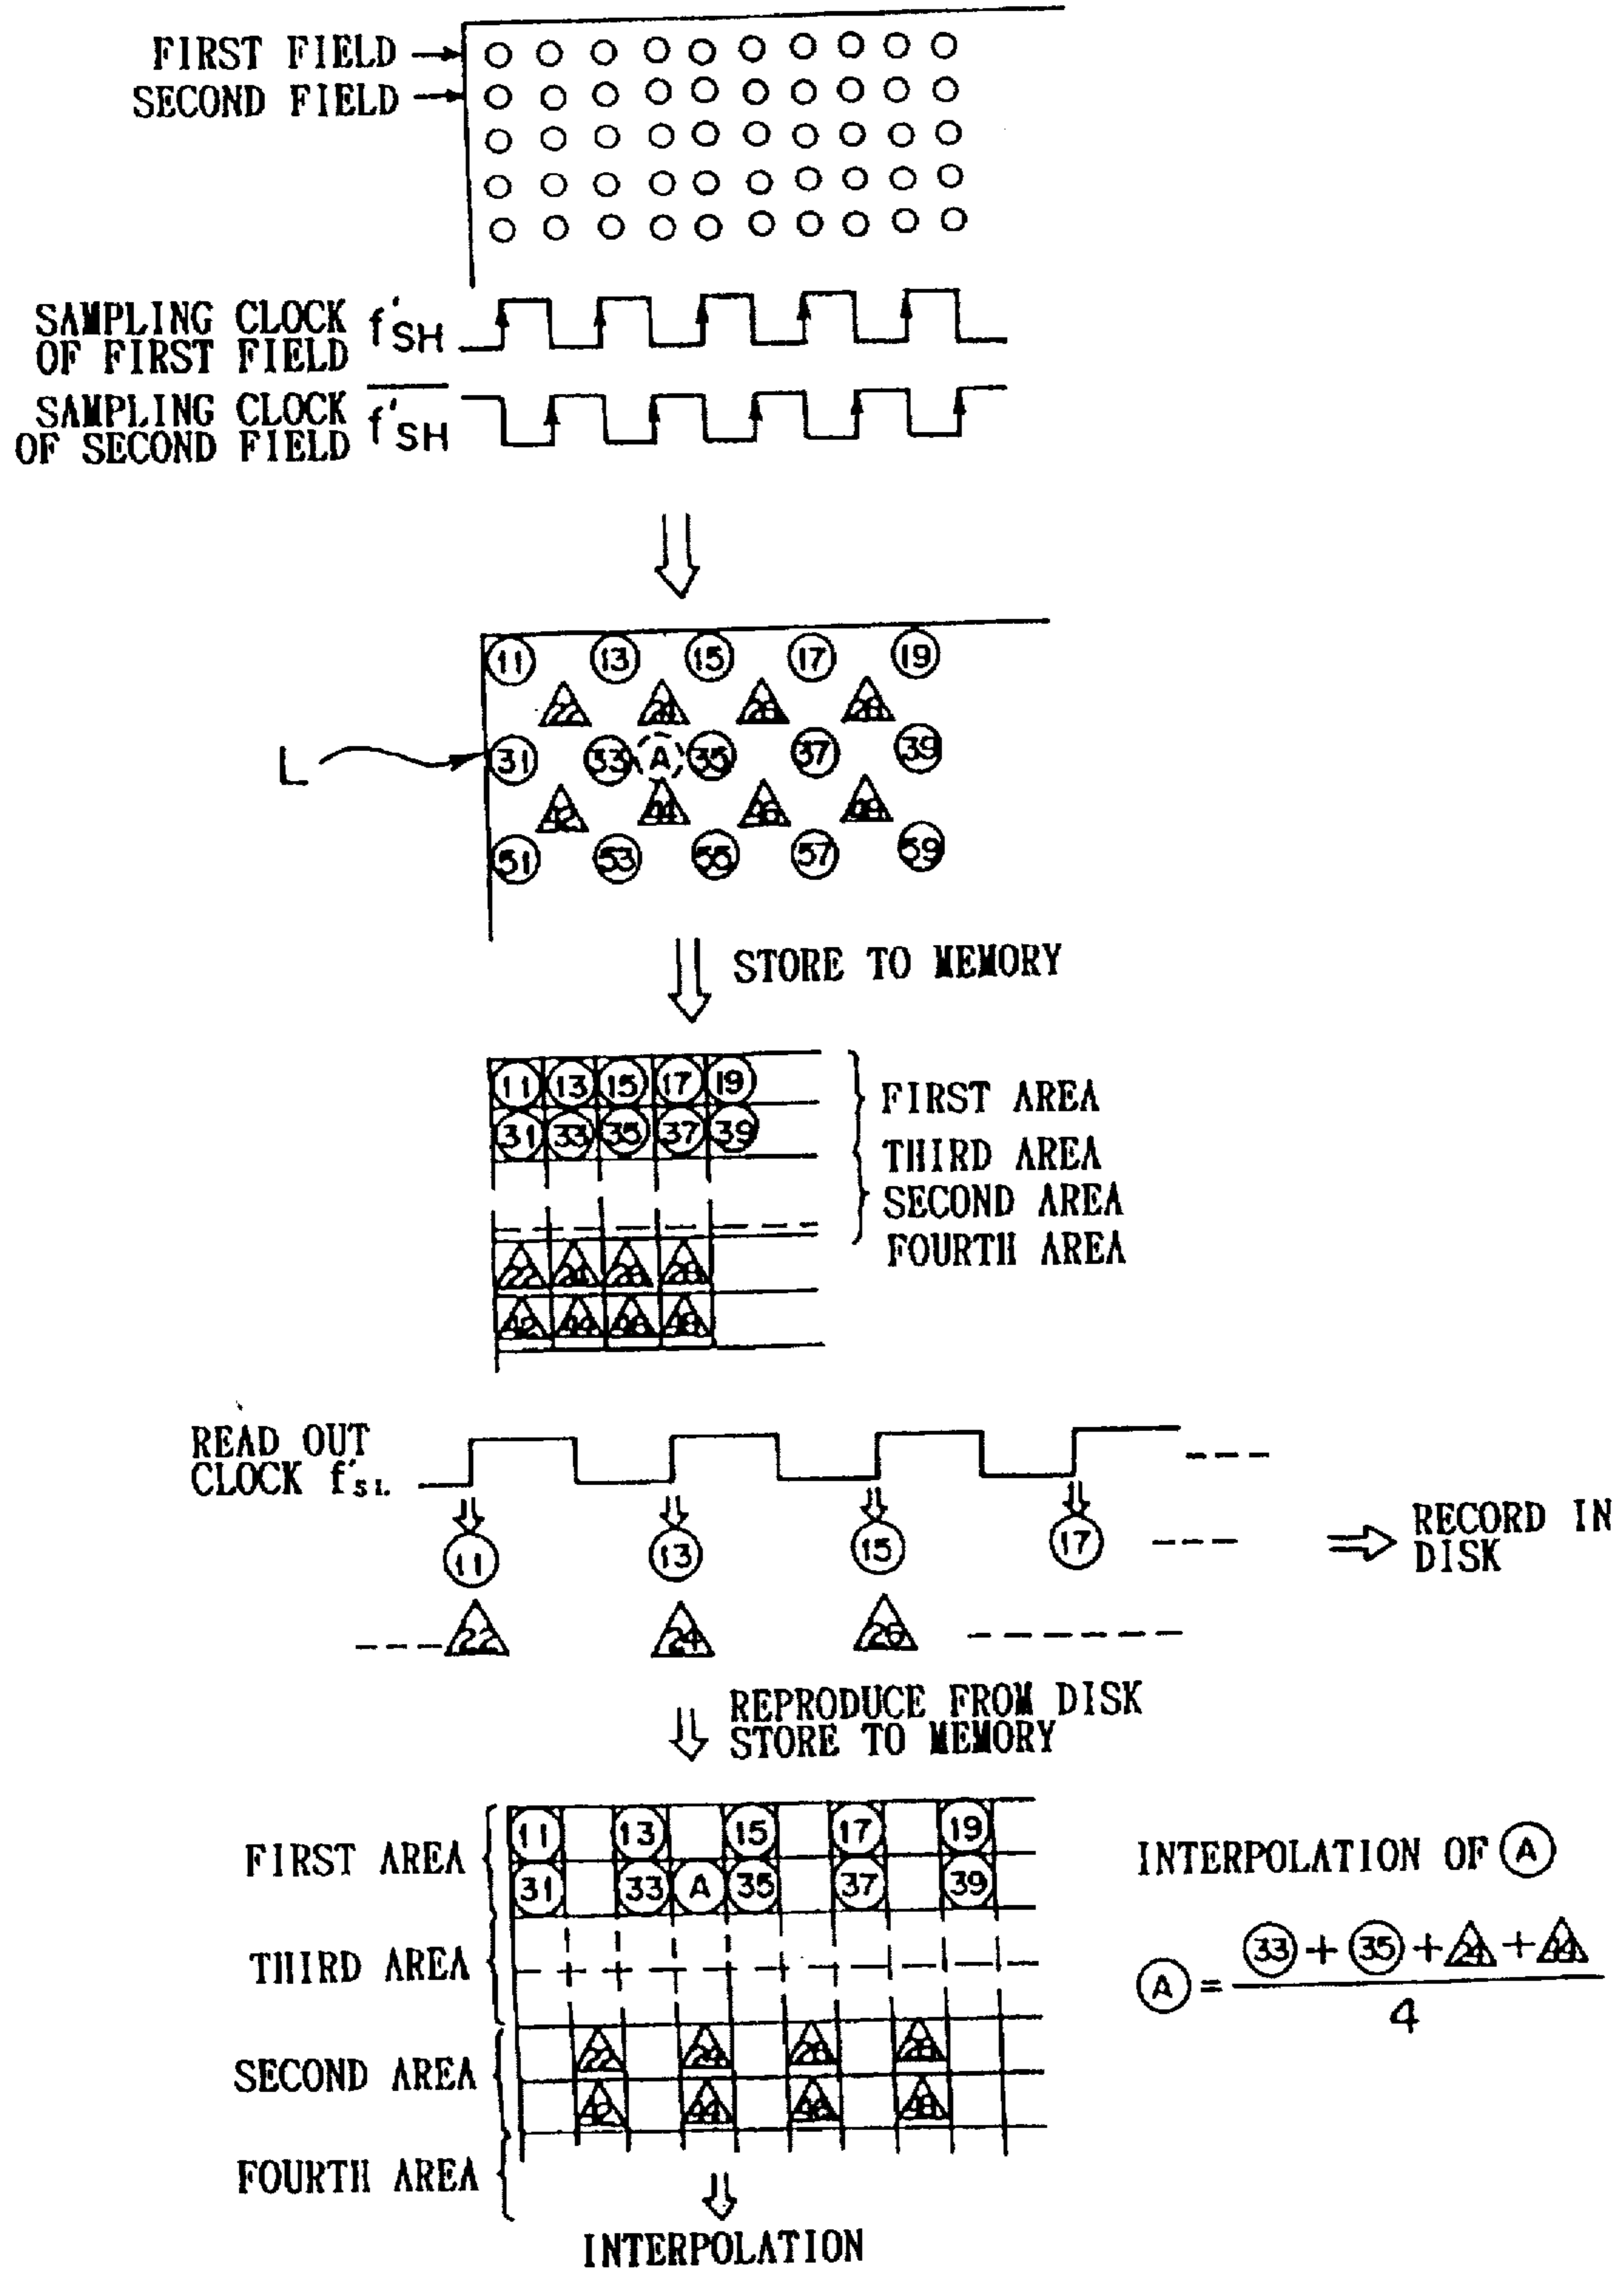 FIRST FIELD
SECOND FIELD
SAMPLING CLOCK
OF FIRST FIELD f'SH
SAMPLING CLOCK
OF SECOND FIELD f'SH
11 13 15 17 19
22 24 26 28
L
31 33 A 35 37 39
42 44 46 48
51 53 55 57 59
STORE TO MEMORY
11 13 15 17 19
31 33 35 37 39
FIRST AREA
THIRD AREA
SECOND AREA
FOURTH AREA
22 24 26 28
42 44 46 48
READ OUT
CLOCK f'SL
11 13 15 17
RECORD IN
DISK
22 24 26
REPRODUCE FROM DISK
STORE TO MEMORY
FIRST AREA
11 13 15 17 19
31 33 A 35 37 39
INTERPOLATION OF A
A = 33 + 35 + 24 + 44
4
THIRD AREA
SECOND AREA
22 24 26 28
42 44 46 48
FOURTH AREA
INTERPOLATION